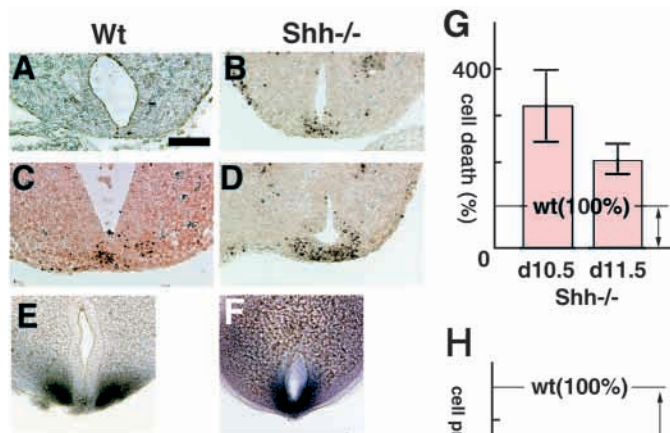 Wt
Shh-/-
A
B
C
D
E
F
G
400
cell death (%)
wt(100%)
0
d10.5
d11.5
Shh-/-
H
wt(100%)